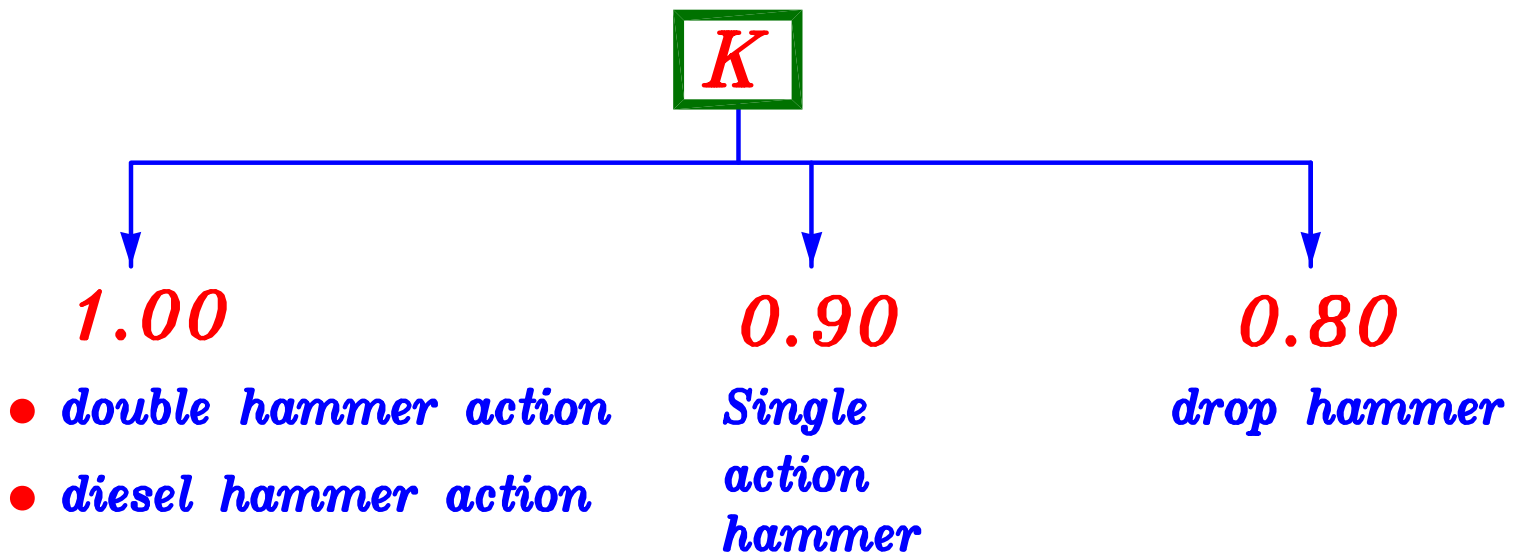 K
1.00
• double hammer action
• diesel hammer action
0.90
Single
action
hammer
0.80
drop hammer